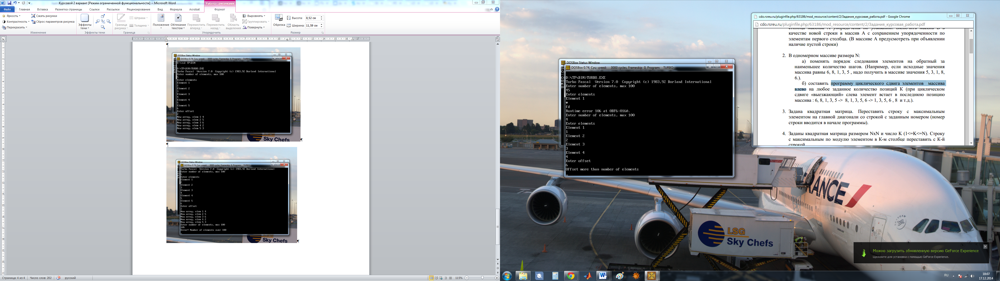 Курсовой 2 вариант [Режим ограниченной функциональности] - Microsoft Word
Работа с рисунками
Файл Главная Вставка Разметка страницы Ссылки Рассылки Рецензирование Вид Формула Acrobat Формат
Яркость
Контрастность
Перекрасить
Сжать рисунки
Сброс параметров рисунка
Изменение
Эффекты тени
Эффекты тени
Граница рисунка
Штрихи
Толщина
Граница
Положение
Обтекание текстом
Переместить вперед
Переместить назад
Область выделения
Выровнять
Группировать
Повернуть
Упорядочить
Обрезка
Высота: 8,52 см
Ширина: 11,59 см
Размер
DOSBox Status Window
DOSBox 0.74, Cpu speed: 3000 cycles, Frameskip 0, Program: TURBO
D:\>cd TP\BIN
D:\TP\BIN>TURBO.EXE
Turbo Pascal Version 7.0 Copyright (c) 1983,92 Borland International
Enter number of elements, max 100
5
Enter elements
Element 1
2
Element 2
3
Element 3
4
Element 4
5
Element 5
6
Enter offset
2
New array, elem 1 4
New array, elem 2 5
New array, elem 3 6
New array, elem 4 2
New array, elem 5 3
Sky Chefs
DOSBox Status Window
DOSBox 0.74, Cpu speed: 3000 cycles, Frameskip 0, Program: TURBO
Turbo Pascal Version 7.0 Copyright (c) 1983,92 Borland International
Enter number of elements, max 100
5
Enter elements
Element 1
2
Element 2
3
Element 3
4
Element 4
5
Element 5
6
Enter offset
2
New array, elem 1 4
New array, elem 2 5
New array, elem 3 6
New array, elem 4 2
New array, elem 5 3
Enter number of elements, max 100
105
Error! Number of elements over 100
Sky Chefs
Страница: 4 из 4 Число слов: 202 русский
115%
DOSBox Status Window
DOSBox 0.74, Cpu speed: 3000 cycles, Frameskip 0, Program: TURBO
D:\TP\BIN>TURBO.EXE
Turbo Pascal Version 7.0 Copyright (c) 1983,92 Borland International
Enter number of elements, max 100
45
Enter elements
Element 1
♥
fd
Runtime error 106 at 0BF6:016A.
Enter number of elements, max 100
4
Enter elements
Element 1
1
Element 2
2
Element 3
3
Element 4
4
Enter offset
6
Offset more than number of elements
cdo.rsreu.ru/pluginfile.php/63186/mod_resource/content/2/Задания_курсовая_работа.pdf - Google Chrome
cdo.rsreu.ru/pluginfile.php/63186/mod_resource/content/2/Задания_курсовая_работа.pdf
столбца массива А упорядочены по убыванию. Включить массив В в
качестве новой строки в массив А с сохранением упорядоченности по
элементам первого столбца. (В массиве А предусмотреть при объявлении
наличие пустой строки)
2. В одномерном массиве размера N:
а) поменять порядок следования элементов на обратный за
наименьшее количество шагов. (Например, если исходные значения
массива равны 6, 8, 1, 3, 5 , надо получить в массиве значения 5, 3, 1, 8,
6.).
б) составить программу циклического сдвига элементов массива
влево на любое заданное количество позиций К (при циклическом
сдвиге «выезжающий» слева элемент встает в последнюю позицию
массива : 6, 8, 1, 3, 5 -> 8, 1, 3, 5, 6 -> 1, 3, 5, 6 , 8 и т.д.).
3. Задана квадратная матрица. Переставить строку с максимальным
элементом на главной диагонали со строкой с заданным номером (номер
строки вводится в начале программы).
4. Заданы квадратная матрица размером NxN и число K (1<=K<=N). Строку
с максимальным по модулю элементом в К-м столбце переставить с К-й
строкой
RANCE
LSG
Sky Chefs
Можно загрузить обновленную версию GeForce Experience
Щелкните для установки с помощью GeForce Experience.
RU
18:07
17.12.2014